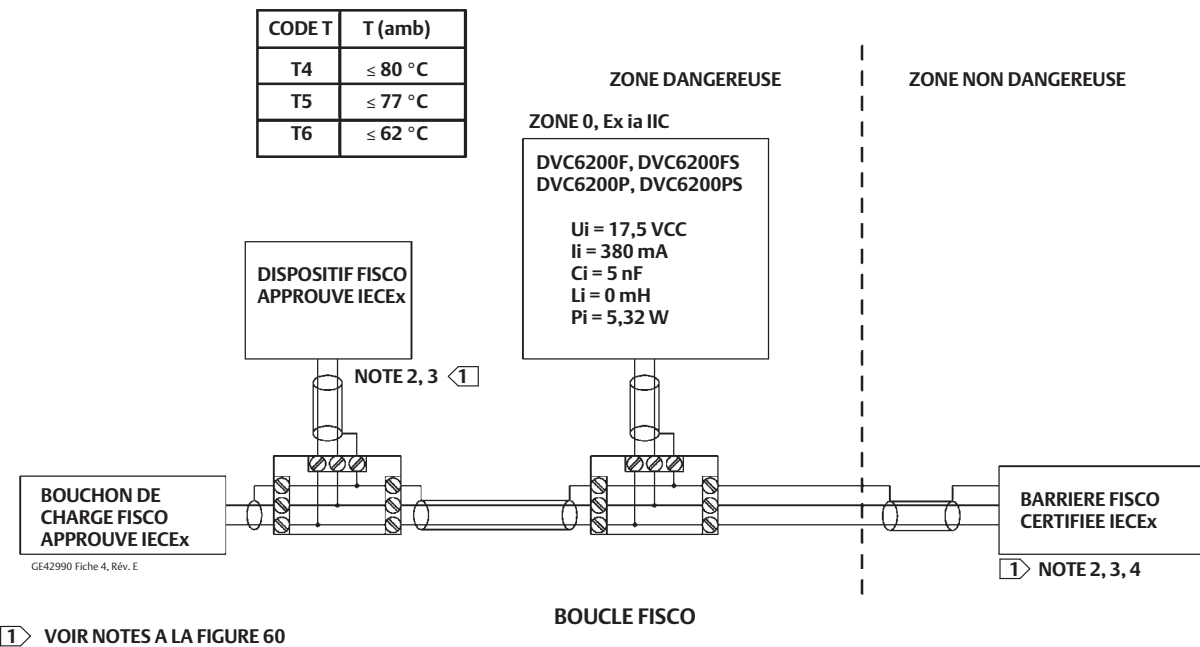 CODE T T (amb)
T4 ≤ 80 °C
T5 ≤ 77 °C
T6 ≤ 62 °C
ZONE DANGEREUSE
ZONE NON DANGEREUSE
ZONE 0, Ex ia IIC
DVC6200F, DVC6200FS
DVC6200P, DVC6200PS
Ui = 17,5 VCC
Ii = 380 mA
Ci = 5 nF
Li = 0 mH
Pi = 5,32 W
DISPOSITIF FISCO
APPROUVE IECEx
NOTE 2, 3 1
BOUCHON DE
CHARGE FISCO
APPROUVE IECEx
BARRIERE FISCO
CERTIFIEE IECEx
GE42990 Fiche 4, Rév. E
1 NOTE 2, 3, 4
BOUCLE FISCO
1 VOIR NOTES A LA FIGURE 60